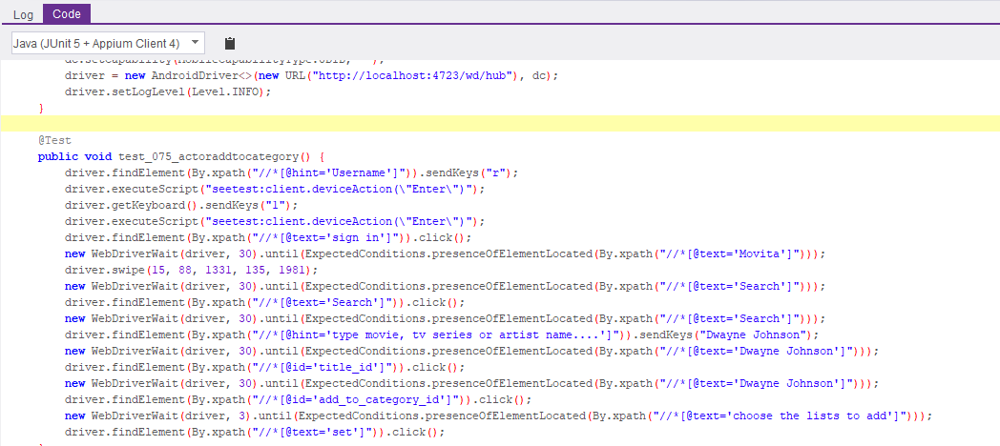 Log Code
Java (JUnit 5 + Appium Client 4)
dc.setCapability(MobileCapabilityType.UDID, "");
driver = new AndroidDriver<>(new URL("http://localhost:4723/wd/hub"), dc);
driver.setLogLevel(Level.INFO);
}
@Test
public void test_075_actoraddtocategory() {
driver.findElement(By.xpath("//*[@hint='Username']")).sendKeys("r");
driver.executeScript("seetest:client.deviceAction(\"Enter\")");
driver.getKeyboard().sendKeys("1");
driver.executeScript("seetest:client.deviceAction(\"Enter\")");
driver.findElement(By.xpath("//*[@text='sign in']")).click();
new WebDriverWait(driver, 30).until(ExpectedConditions.presenceOfElementLocated(By.xpath("//*[@text='Movita']")));
driver.swipe(15, 88, 1331, 135, 1981);
new WebDriverWait(driver, 30).until(ExpectedConditions.presenceOfElementLocated(By.xpath("//*[@text='Search']")));
driver.findElement(By.xpath("//*[@text='Search']")).click();
new WebDriverWait(driver, 30).until(ExpectedConditions.presenceOfElementLocated(By.xpath("//*[@text='Search']")));
driver.findElement(By.xpath("//*[@hint='type movie, tv series or artist name....']")).sendKeys("Dwayne Johnson");
new WebDriverWait(driver, 30).until(ExpectedConditions.presenceOfElementLocated(By.xpath("//*[@text='Dwayne Johnson']")));
driver.findElement(By.xpath("//*[@id='title_id']")).click();
new WebDriverWait(driver, 30).until(ExpectedConditions.presenceOfElementLocated(By.xpath("//*[@text='Dwayne Johnson']")));
driver.findElement(By.xpath("//*[@id='add_to_category_id']")).click();
new WebDriverWait(driver, 3).until(ExpectedConditions.presenceOfElementLocated(By.xpath("//*[@text='choose the lists to add']")));
driver.findElement(By.xpath("//*[@text='set']")).click();